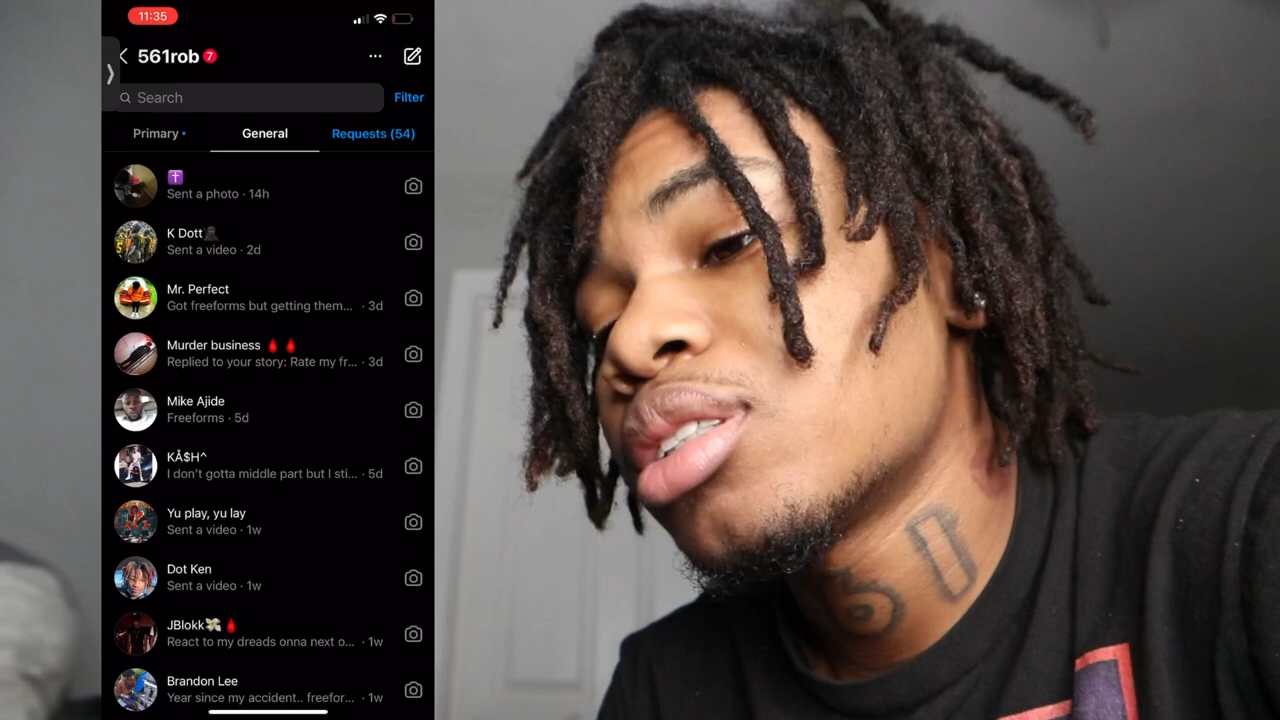 11:35
561rob 7
Search
Filter
Primary
General
Requests (54)
Sent a photo · 14h
K Dott
Sent a video · 2d
Mr. Perfect
Got freeforms but getting them... · 3d
Murder business
Replied to your story: Rate my fr... · 3d
Mike Ajide
Freeforms · 5d
KÅ$H^
I don't gotta middle part but I sti... · 5d
Yu play, yu lay
Sent a video · 1w
Dot Ken
Sent a video · 1w
JBlokk
React to my dreads onna next o... · 1w
Brandon Lee
Year since my accident.. freefor... · 1w